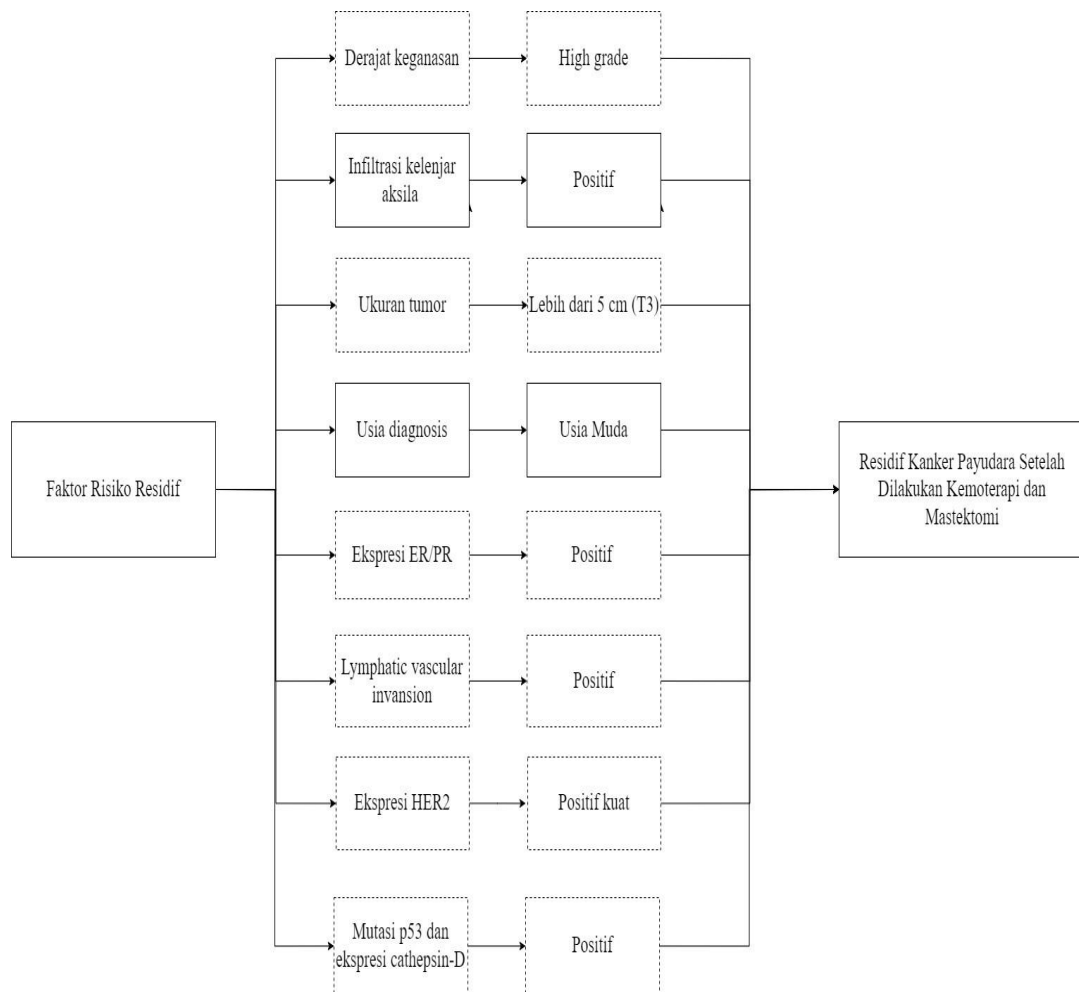 Derajat keganasan
High grade
Infiltrasi kelenjar
aksila
Positif
Ukuran tumor
Lebih dari 5 cm (T3)
Usia diagnosis
Usia Muda
Faktor Risiko Residif
Residif Kanker Payudara Setelah
Dilakukan Kemoterapi dan
Mastektomi
Ekspresi ER/PR
Positif
Lymphatic vascular
invansion
Positif
Ekspresi HER2
Positif kuat
Mutasi p53 dan
ekspresi cathepsin-D
Positif